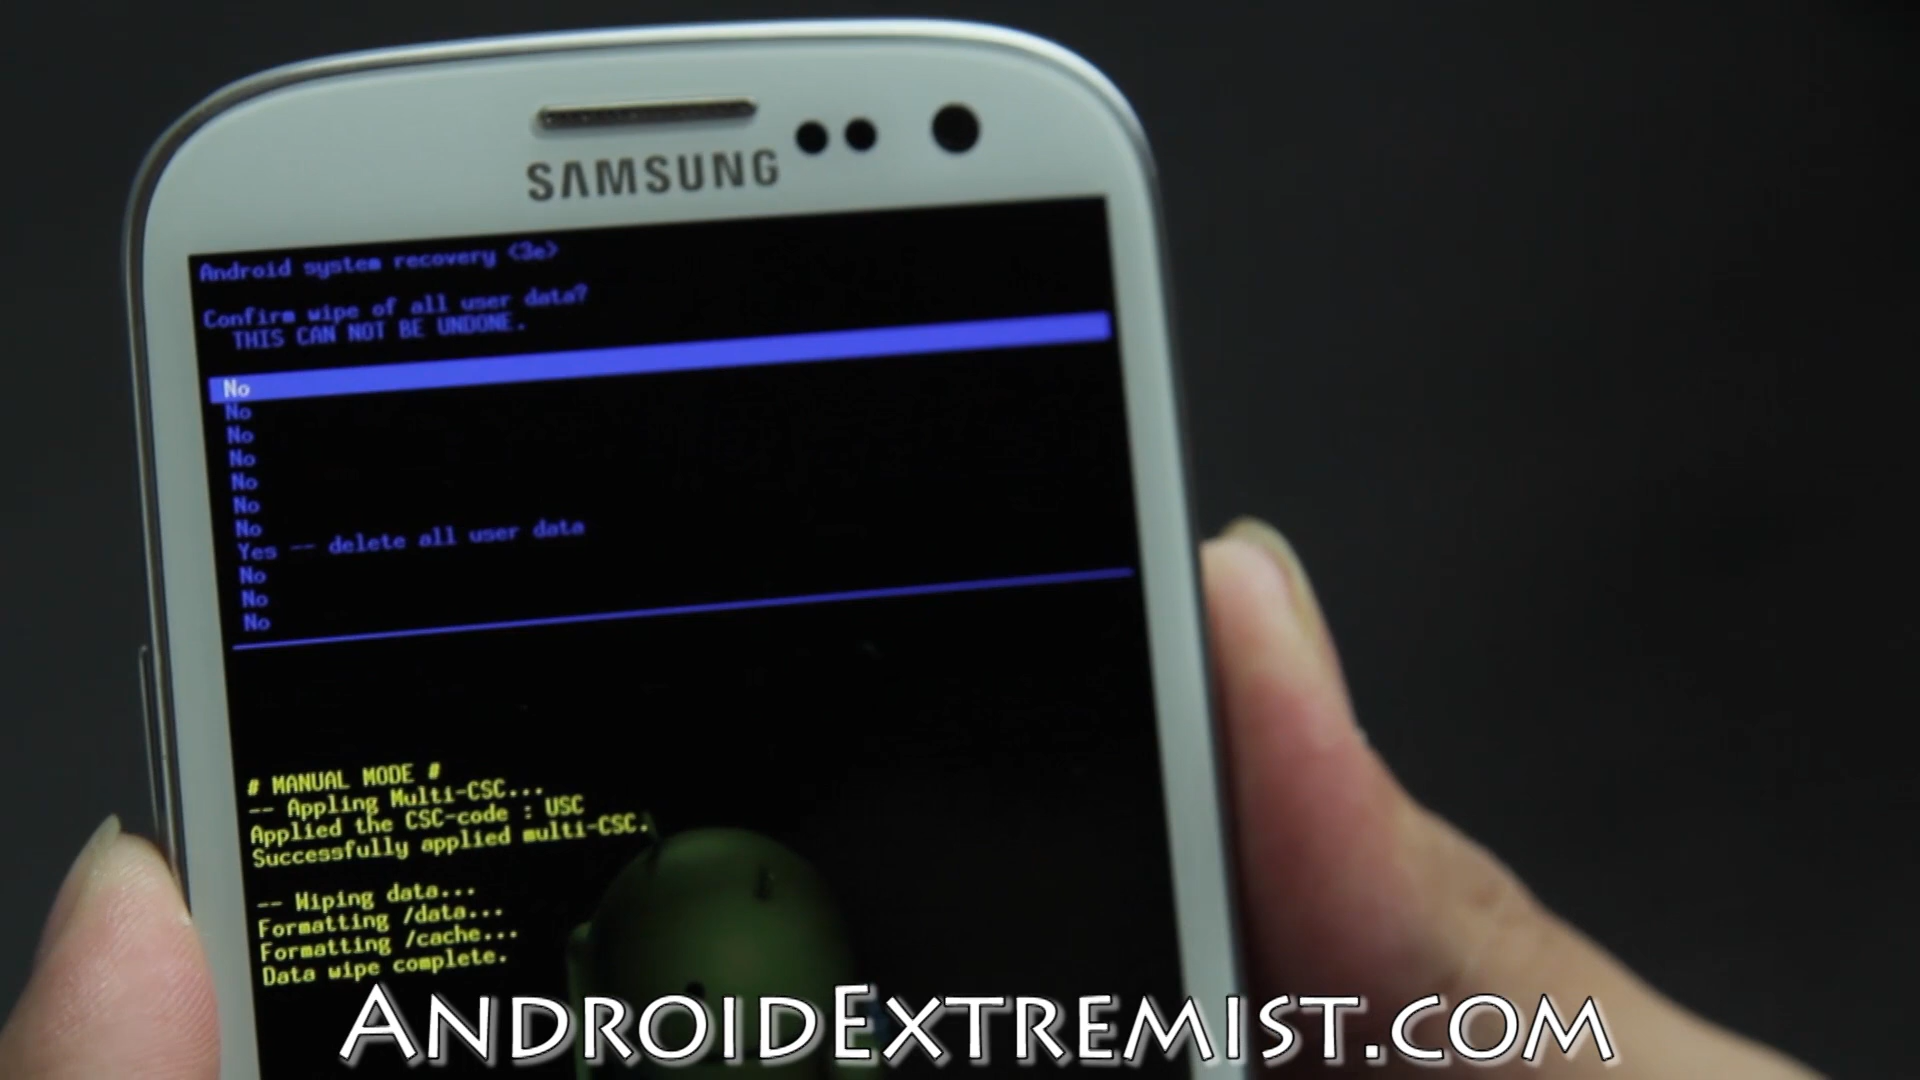 SAMSUNG
Android system recovery <3e>
Confirm wipe of all user data?
THIS CAN NOT BE UNDONE.
No
No
No
No
No
No
No
Yes -- delete all user data
No
No
No
# MANUAL MODE #
-- Appling Multi-CSC...
Applied the CSC-code : USC
Successfully applied multi-CSC.
-- Wiping data...
Formatting /data...
Formatting /cache...
Data wipe complete.
AndroidExtremist.com